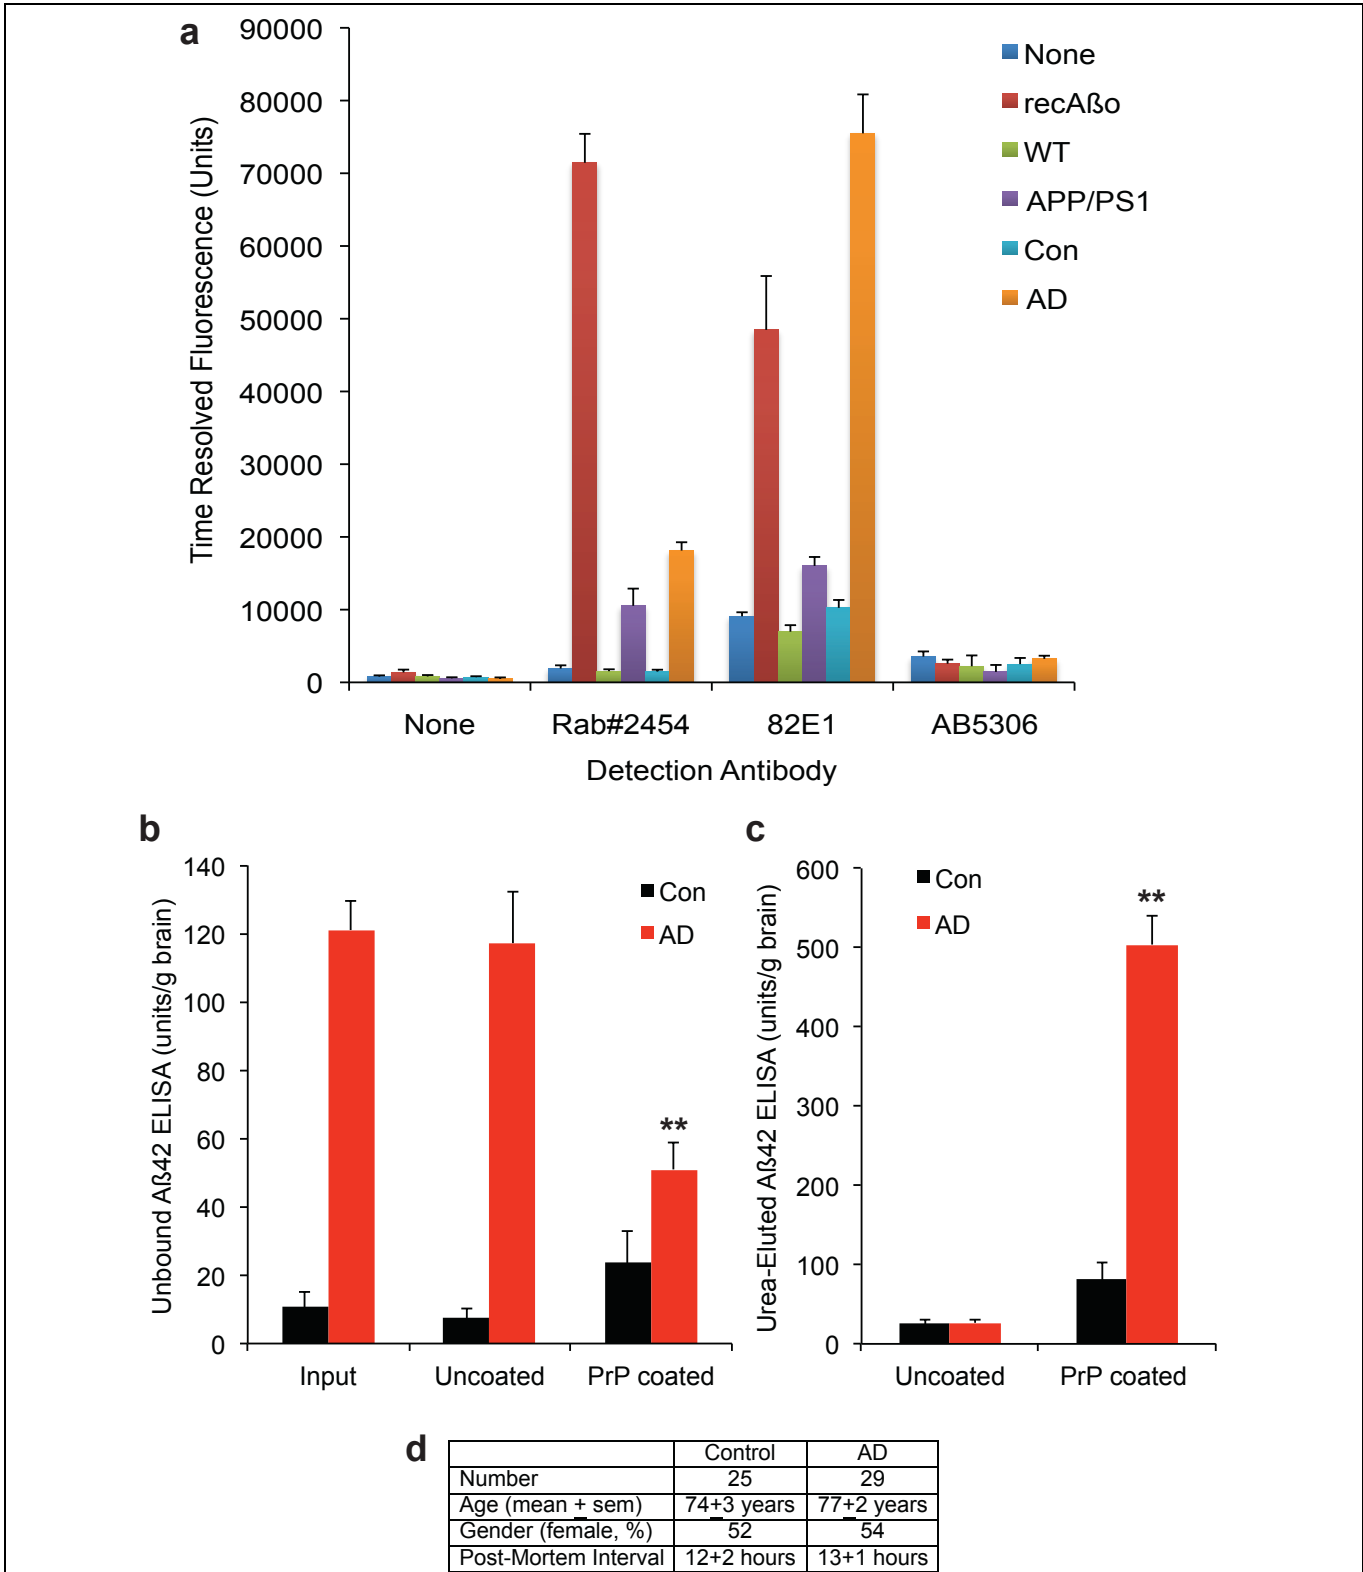 a
Time Resolved Fluorescence (Units)
90000
80000
70000
60000
50000
40000
30000
20000
10000
0
None
recAßo
WT
APP/PS1
Con
AD
None Rab#2454 82E1 AB5306
Detection Antibody
b
Unbound Aß42 ELISA (units/g brain)
140
120
100
80
60
40
20
0
Con
AD
**
Input Uncoated PrP coated
c
Urea-Eluted Aß42 ELISA (units/g brain)
600
500
400
300
200
100
0
Con
AD
**
Uncoated PrP coated
d
Control AD
Number 25 29
Age (mean ± sem) 74±3 years 77±2 years
Gender (female, %) 52 54
Post-Mortem Interval 12+2 hours 13+1 hours